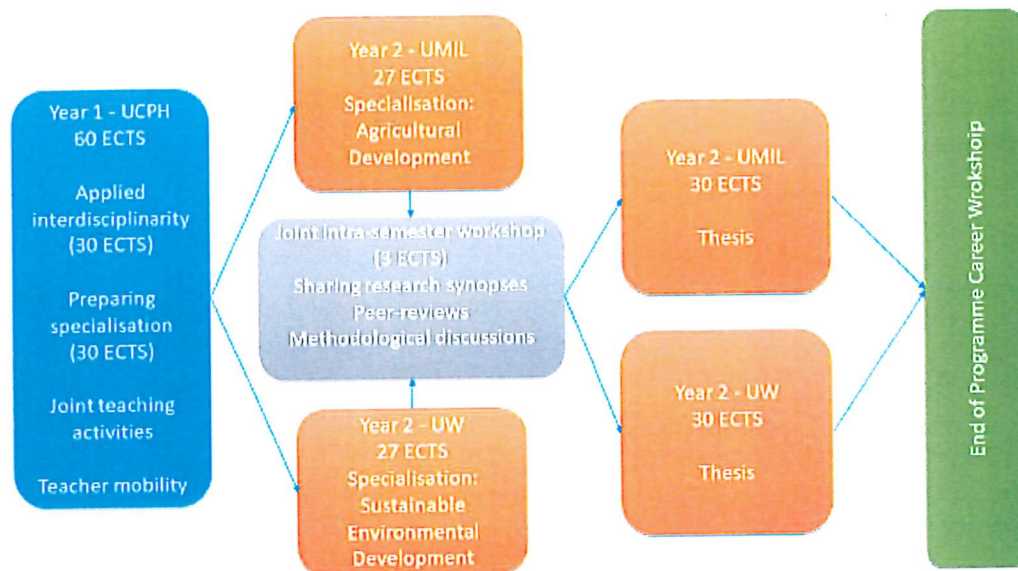 Year 1 - UCPH
60 ECTS
Applied
interdisciplinarity
(30 ECTS)
Preparing
specialisation
(30 ECTS)
Joint teaching
activities
Teacher mobility
Year 2 - UMIL
27 ECTS
Specialisation:
Agricultural
Development
Joint intra-semester workshop
(3 ECTS)
Sharing research synopses
Peer-reviews
Methodological discussions
Year 2 - UW
27 ECTS
Specialisation:
Sustainable
Environmental
Development
Year 2 - UMIL
30 ECTS
Thesis
Year 2 - UW
30 ECTS
Thesis
End of Programme Career Wrokshoip